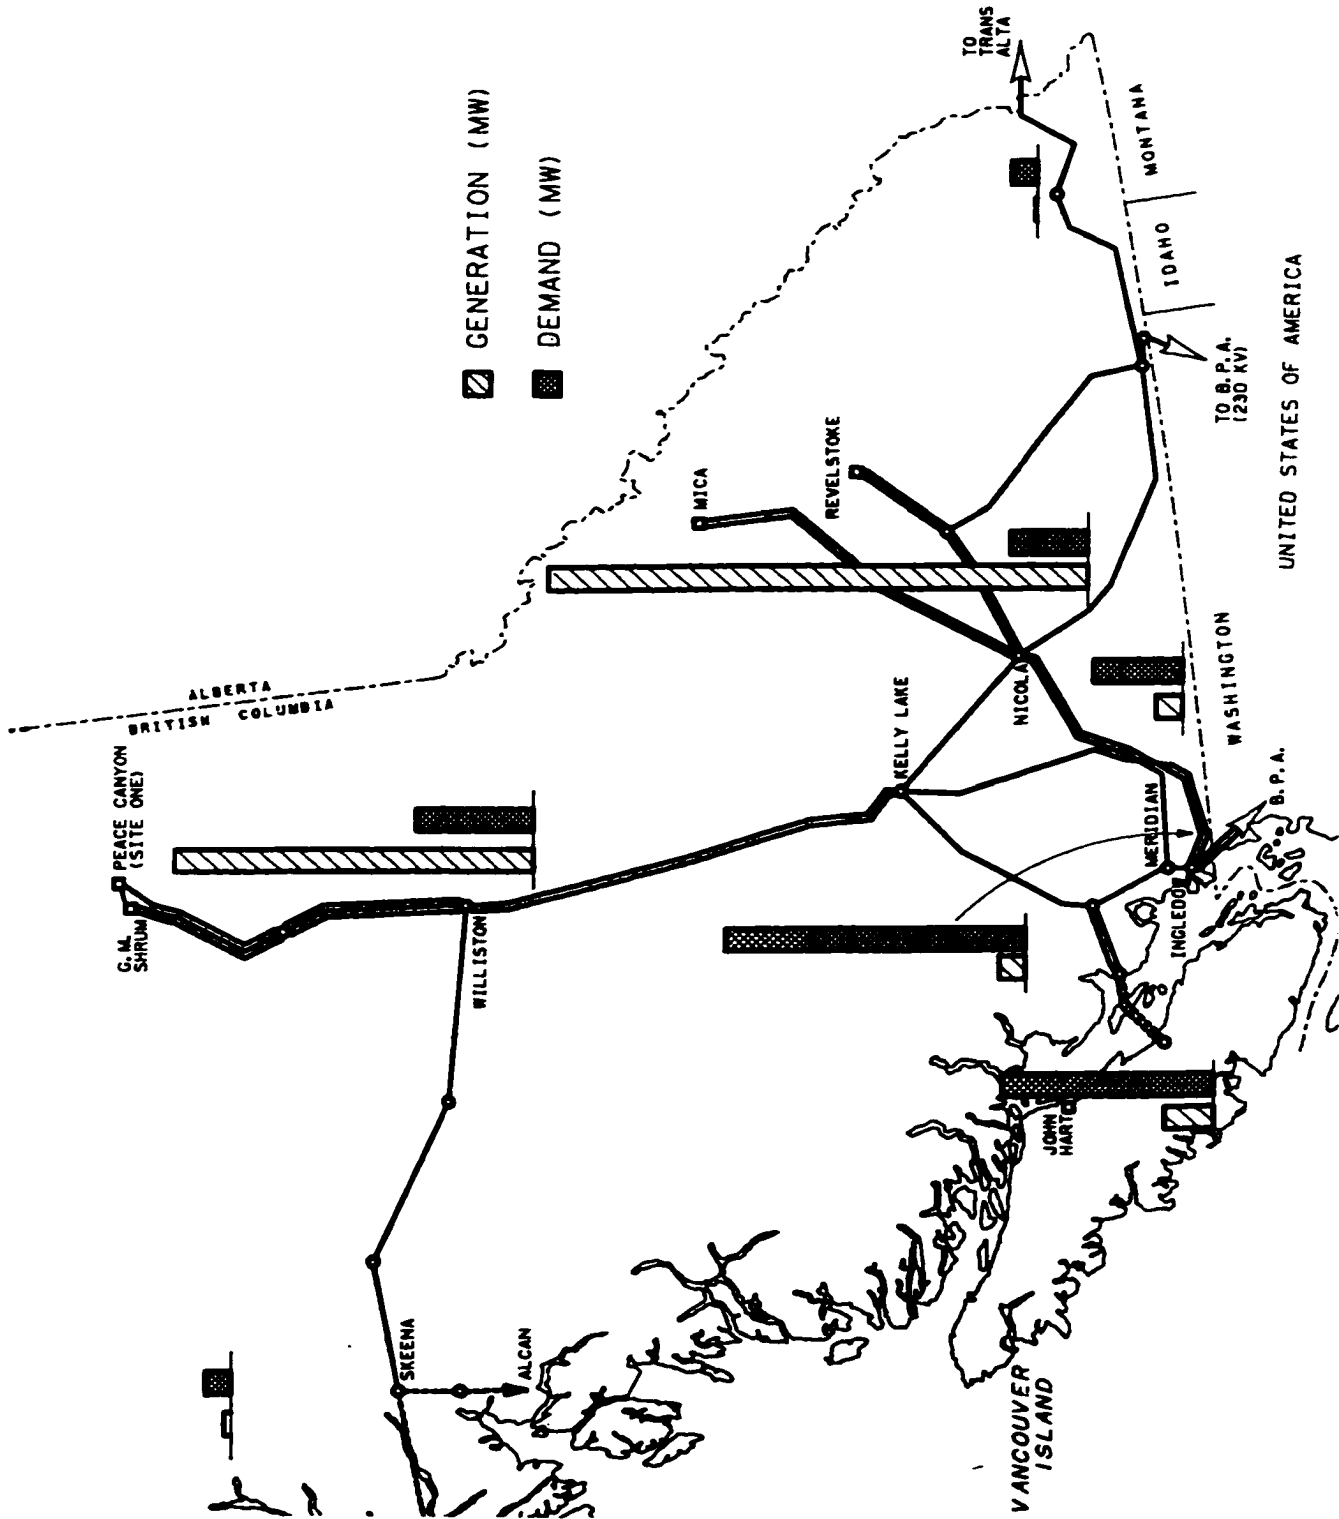 TO
TRANS
ALTA
GENERATION (MW)
DEMAND (MW)
ALBERTA
BRITISH COLUMBIA
PEACE CANYON
(SITE ONE)
G.M.
SHRUM
WILLISTON
MICA
REVELSTOKE
KELLY LAKE
NICOLA
MERIDIAN
INGLEDOW
B.P.A.
WASHINGTON
IDAHO
MONTANA
TO B.P.A.
(230 KV)
UNITED STATES OF AMERICA
JOHN
HART
SKEENA
ALCAN
VANCOUVER
ISLAND